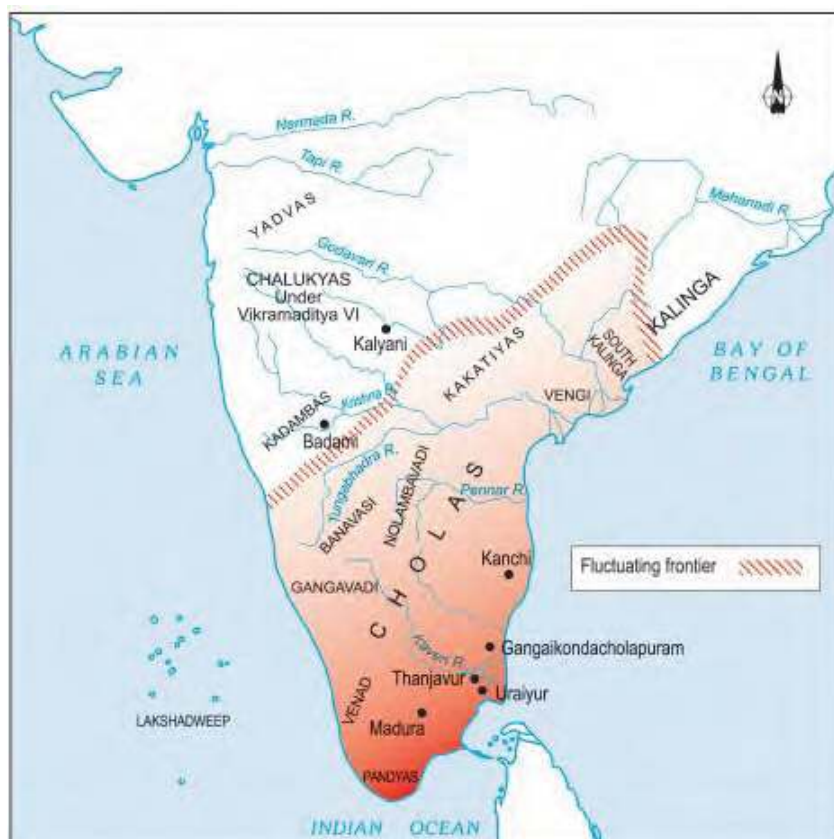 N
Narmada R.
Tapi R.
Mahanadi R.
YADVAS
Godavari R.
CHALUKYAS
Under
Vikramaditya VI
Kalyani
KALINGA
SOUTH
KALINGA
ARABIAN
SEA
BAY OF
BENGAL
KAKATIYAS
VENGI
KADAMBAS
Krishna R.
Badami
Tungabhadra R.
BANAVASI
NOLAMBAVADI
Pennar R.
CHOLAS
Kanchi
Fluctuating frontier
GANGAVADI
Gangaikondacholapuram
Kaveri R.
Thanjavur
Uraiyur
VENAD
Madura
LAKSHADWEEP
PANDYAS
INDIAN OCEAN